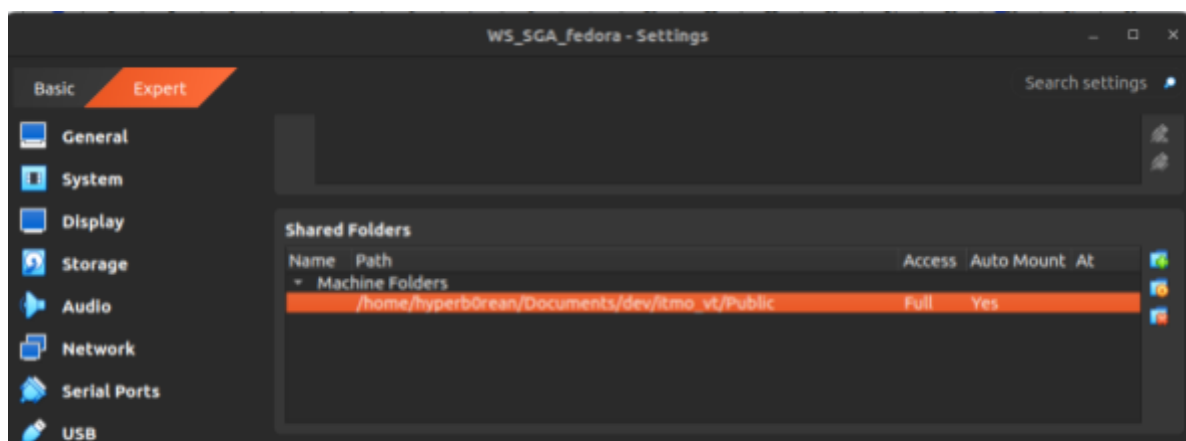 WS_SGA_fedora - Settings
Basic Expert Search settings
General
System
Display
Storage
Audio
Network
Serial Ports
USB
Shared Folders
Name Path Access Auto Mount At
Machine Folders
/home/hyperb0rean/Documents/dev/itmo_vt/Public Full Yes